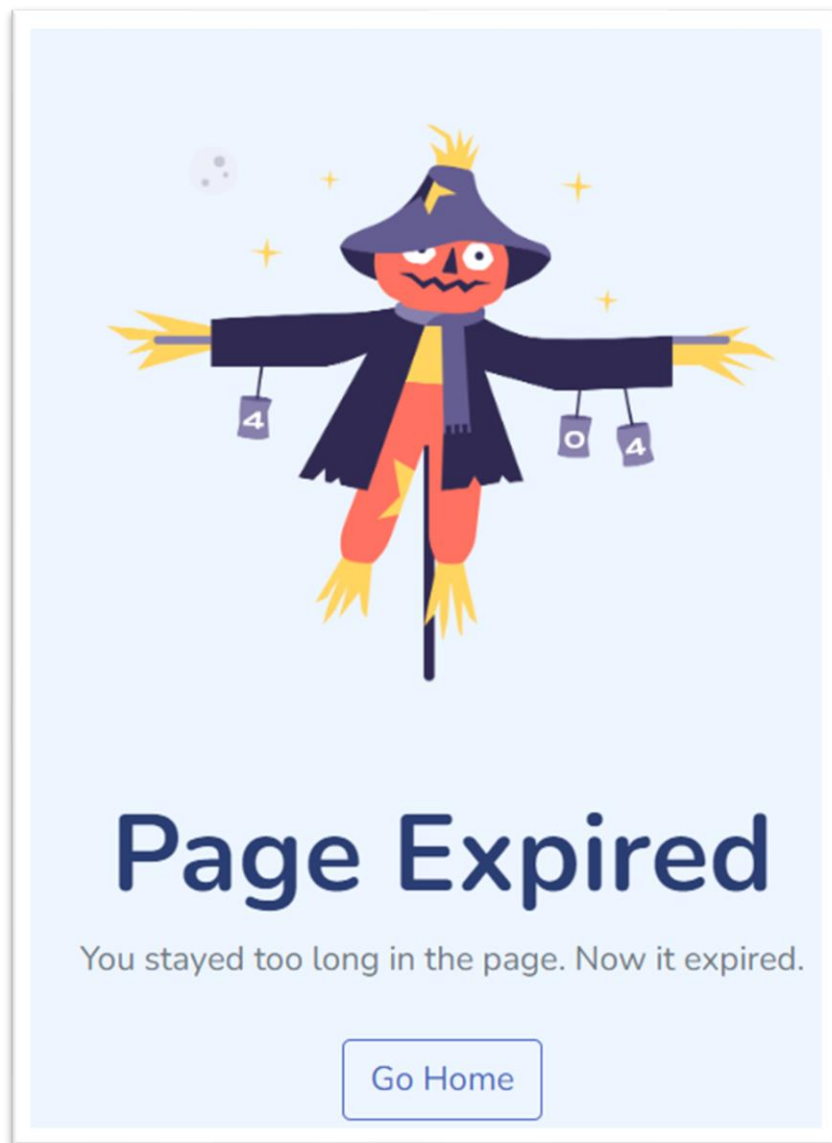 4
0 4
Page Expired
You stayed too long in the page. Now it expired.
Go Home